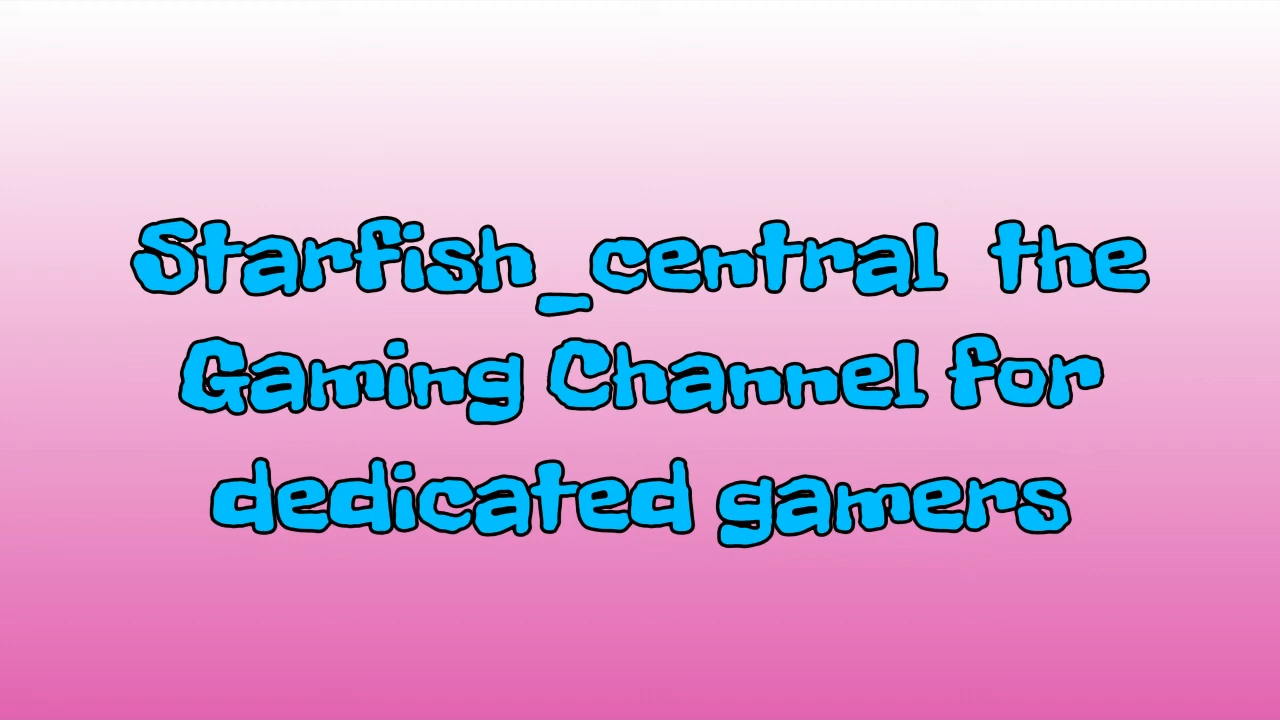 Starfish_central  the
Gaming Channel for
dedicated gamers